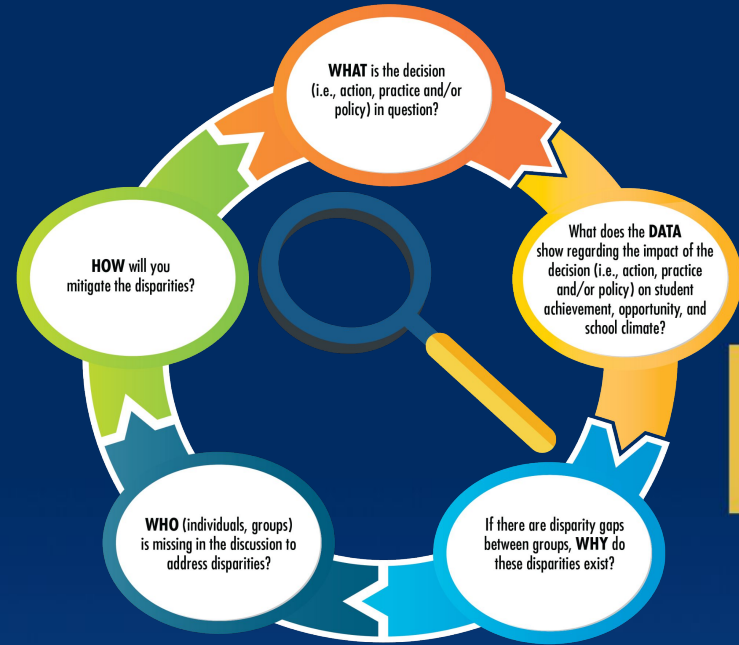 WHAT is the decision
(i.e., action, practice and/or
policy) in question?
What does the DATA
show regarding the impact of the
decision (i.e., action, practice
and/or policy) on student
achievement, opportunity, and
school climate?
If there are disparity gaps
between groups, WHY do
these disparities exist?
WHO (individuals, groups)
is missing in the discussion to
address disparities?
HOW will you
mitigate the disparities?